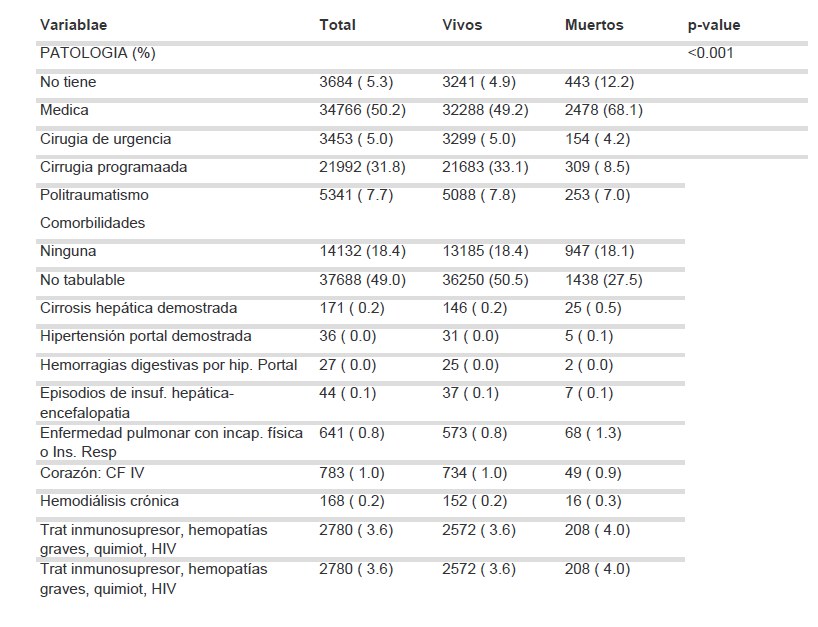 Variablae Total Vivos Muertos p-value
PATOLOGIA (%) <0.001
No tiene 3684 ( 5.3) 3241 ( 4.9) 443 (12.2)
Medica 34766 (50.2) 32288 (49.2) 2478 (68.1)
Cirugia de urgencia 3453 ( 5.0) 3299 ( 5.0) 154 ( 4.2)
Cirrugia programaada 21992 (31.8) 21683 (33.1) 309 ( 8.5)
Politraumatismo 5341 ( 7.7) 5088 ( 7.8) 253 ( 7.0)
Comorbilidades
Ninguna 14132 (18.4) 13185 (18.4) 947 (18.1)
No tabulable 37688 (49.0) 36250 (50.5) 1438 (27.5)
Cirrosis hepática demostrada 171 ( 0.2) 146 ( 0.2) 25 ( 0.5)
Hipertensión portal demostrada 36 ( 0.0) 31 ( 0.0) 5 ( 0.1)
Hemorragias digestivas por hip. Portal 27 ( 0.0) 25 ( 0.0) 2 ( 0.0)
Episodios de insuf. hepática- 44 ( 0.1) 37 ( 0.1) 7 ( 0.1)
encefalopatia
Enfermedad pulmonar con incap. física 641 ( 0.8) 573 ( 0.8) 68 ( 1.3)
o Ins. Resp
Corazón: CF IV 783 ( 1.0) 734 ( 1.0) 49 ( 0.9)
Hemodiálisis crónica 168 ( 0.2) 152 ( 0.2) 16 ( 0.3)
Trat inmunosupresor, hemopatías 2780 ( 3.6) 2572 ( 3.6) 208 ( 4.0)
graves, quimiot, HIV
Trat inmunosupresor, hemopatías 2780 ( 3.6) 2572 ( 3.6) 208 ( 4.0)
graves, quimiot, HIV